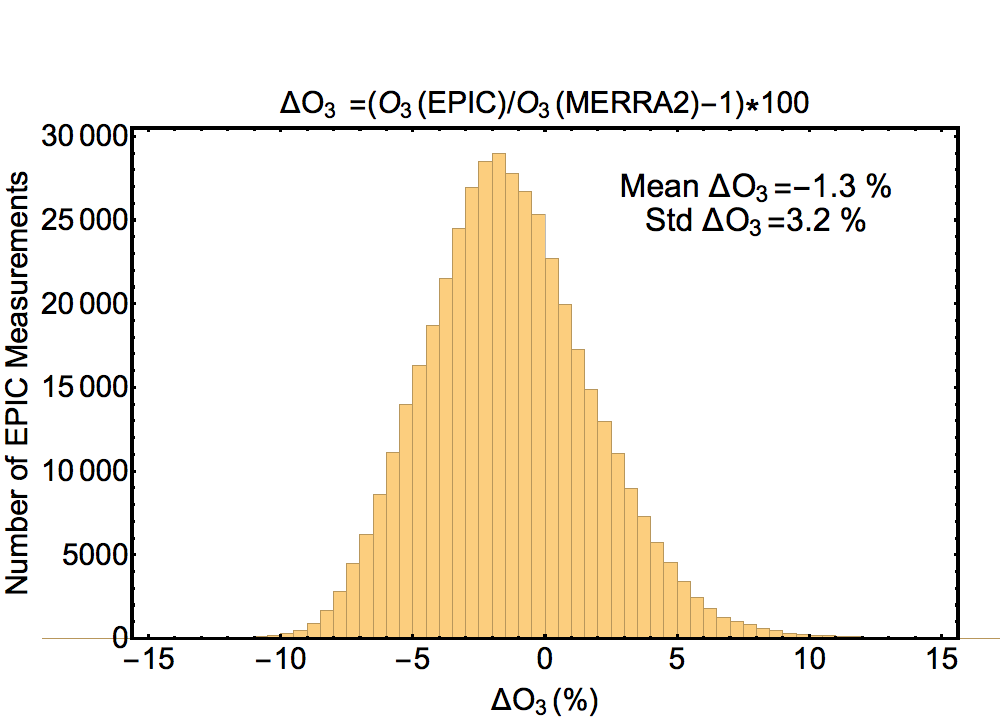 ΔO₃ =(O₃(EPIC)/O₃(MERRA2)−1)*100
Mean ΔO₃=−1.3 %
Std ΔO₃=3.2 %
Number of EPIC Measurements
30 000
25 000
20 000
15 000
10 000
5000
0
−15 −10 −5 0 5 10 15
ΔO₃(%)